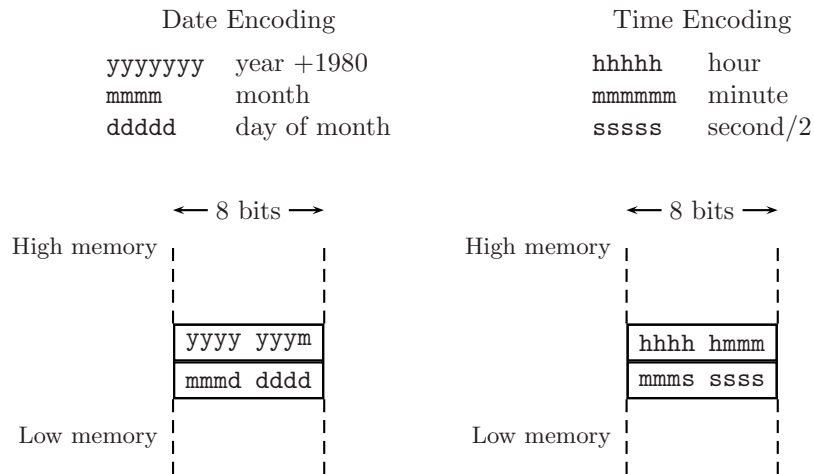 Date Encoding
yyyyyyy year +1980
mmmm month
ddddd day of month
8 bits
High memory
yyyy yyym
mmmd dddd
Low memory
Time Encoding
hhhhh hour
mmmmmm minute
sssss second/2
8 bits
High memory
hhhh hmmm
mmms ssss
Low memory